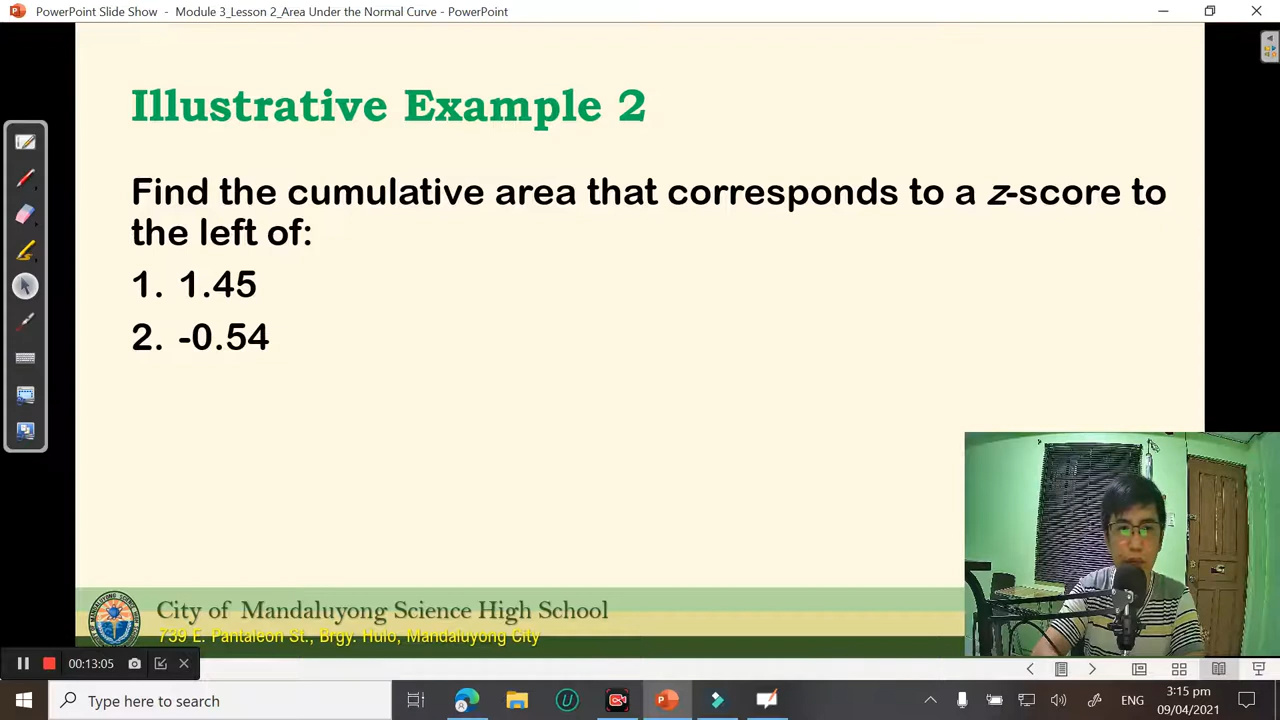 PowerPoint Slide Show - Module 3_Lesson 2_Area Under the Normal Curve - PowerPoint
Illustrative Example 2
Find the cumulative area that corresponds to a z-score to
the left of:
1. 1.45
2. -0.54
City of Mandaluyong Science High School
739 E. Pantaleon St., Brgy. Hulo, Mandaluyong City
00:13:05
Type here to search
ENG
3:15 pm
09/04/2021